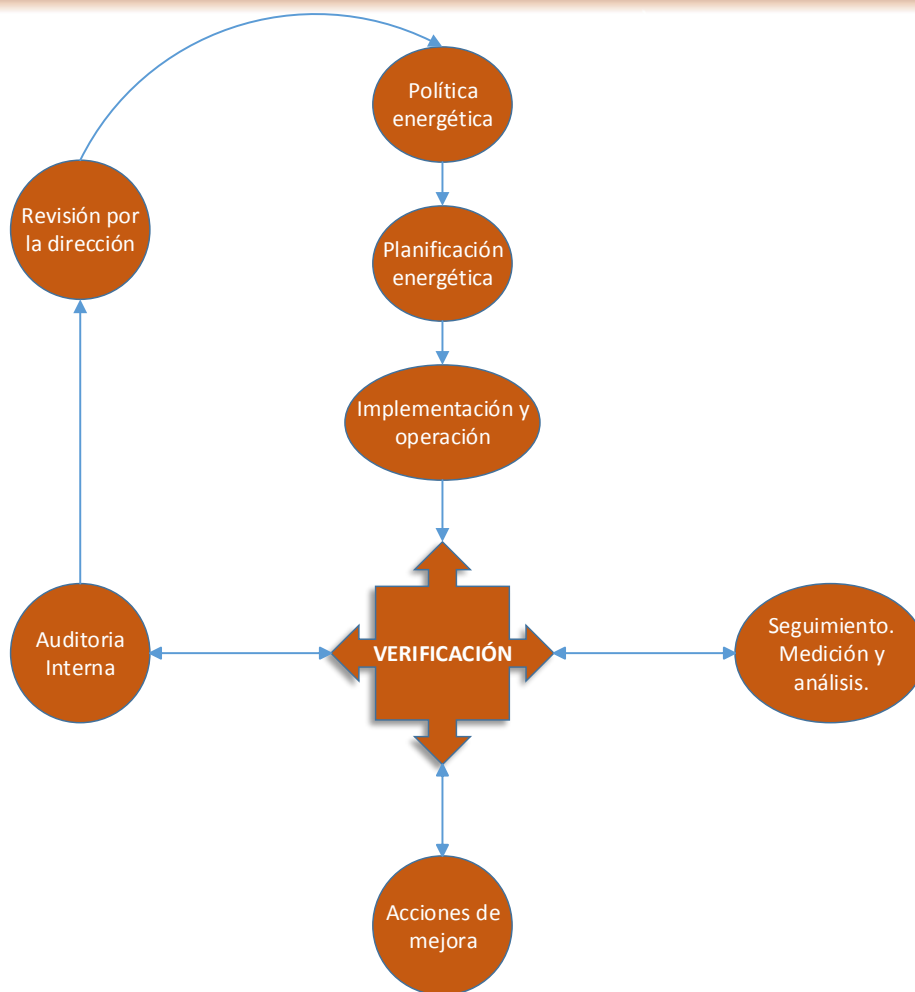 Política
energética
Revisión por
la dirección
Planificación
energética
Implementación y
operación
Auditoria
Interna
VERIFICACIÓN
Seguimiento.
Medición y
análisis.
Acciones de
mejora